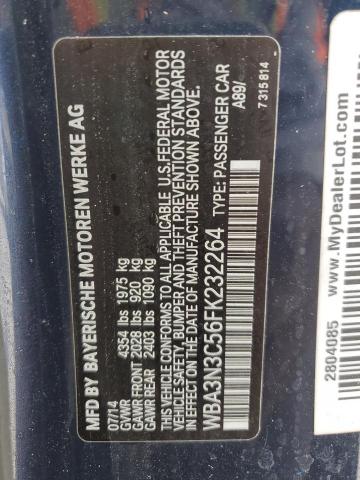 MFD BY BAYERISCHE MOTOREN WERKE AG
07/14
GVWR 4354 lbs 1975 kg
GAWR FRONT 2028 lbs 920 kg
GAWR REAR 2403 lbs 1090 kg
THIS VEHICLE CONFORMS TO ALL APPLICABLE U.S.FEDERAL MOTOR
VEHICLE SAFETY, BUMPER, AND THEFT PREVENTION STANDARDS
IN EFFECT ON THE DATE OF MANUFACTURE SHOWN ABOVE.
WBA3N3C56FK232264 TYPE: PASSENGER CAR
A89/
7 315 814
2804085
www.MyDealerLot.com